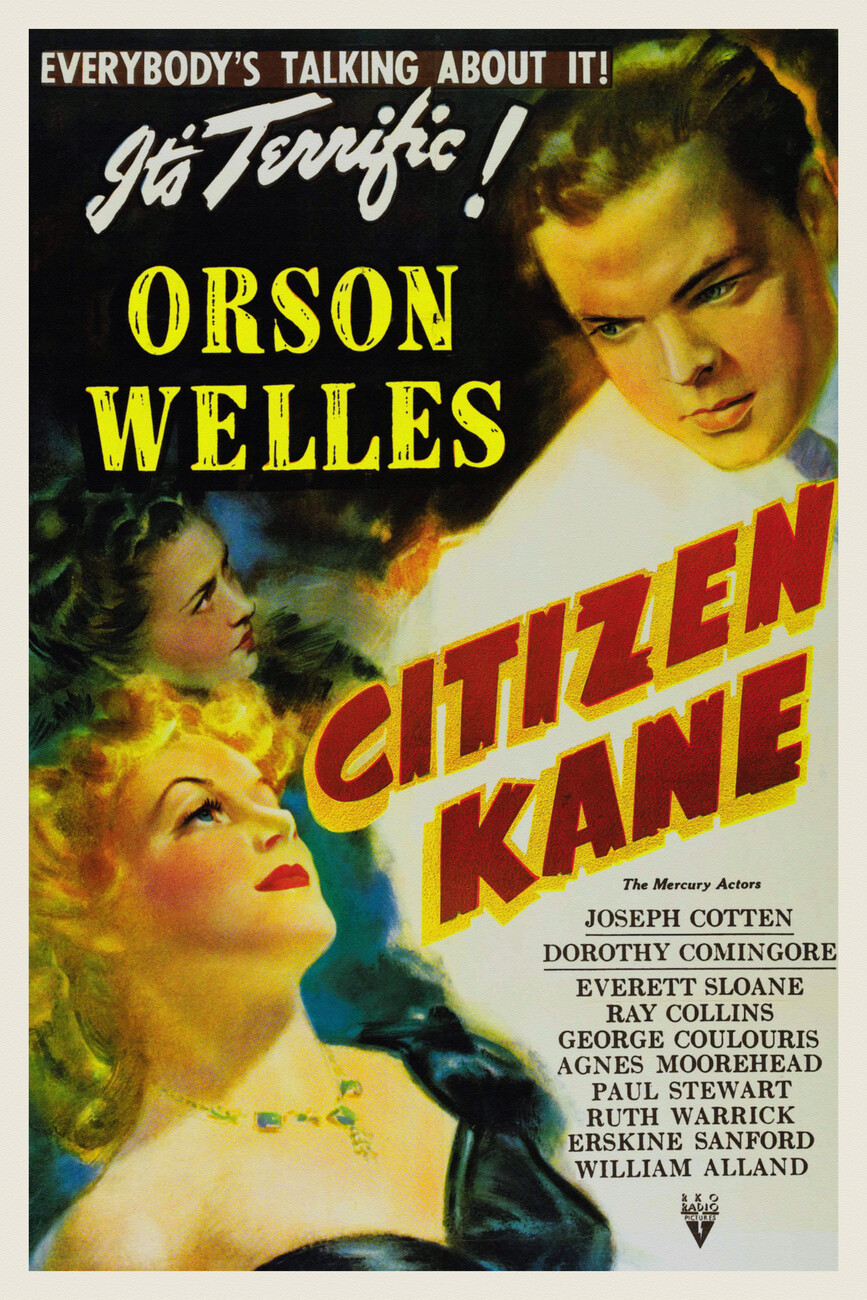 EVERYBODY'S TALKING ABOUT IT!
It's Terrific!
ORSON
WELLES
CITIZEN
KANE
The Mercury Actors
JOSEPH COTTEN
DOROTHY COMINGORE
EVERETT SLOANE
RAY COLLINS
GEORGE COULOURIS
AGNES MOOREHEAD
PAUL STEWART
RUTH WARRICK
ERSKINE SANFORD
WILLIAM ALLAND
RKO
RADIO
PICTURES